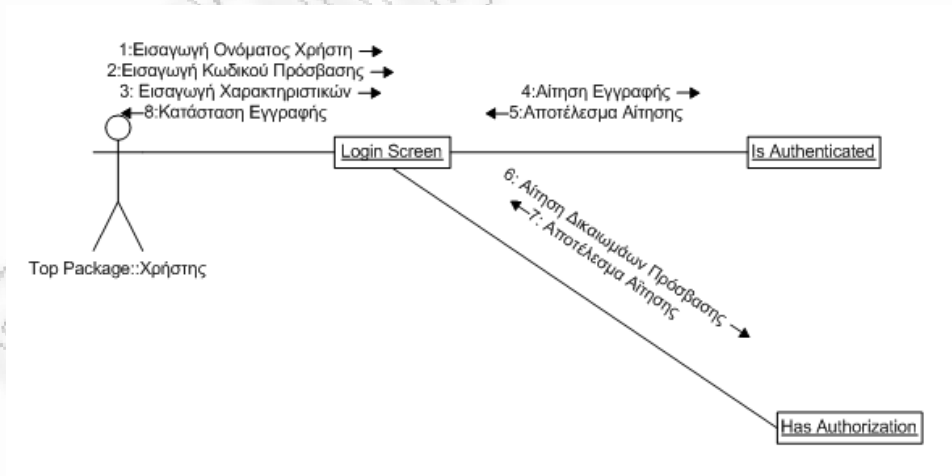 1:Εισαγωγή Ονόματος Χρήστη
2:Εισαγωγή Κωδικού Πρόσβασης
3: Εισαγωγή Χαρακτηριστικών
8:Κατάσταση Εγγραφής
4:Αίτηση Εγγραφής
5:Αποτέλεσμα Αίτησης
Login Screen
Is Authenticated
6: Αίτηση Δικαιωμάων Πρόσβασης
7: Αποτέλεσμα Αίτησης
Top Package::Χρήστης
Has Authorization